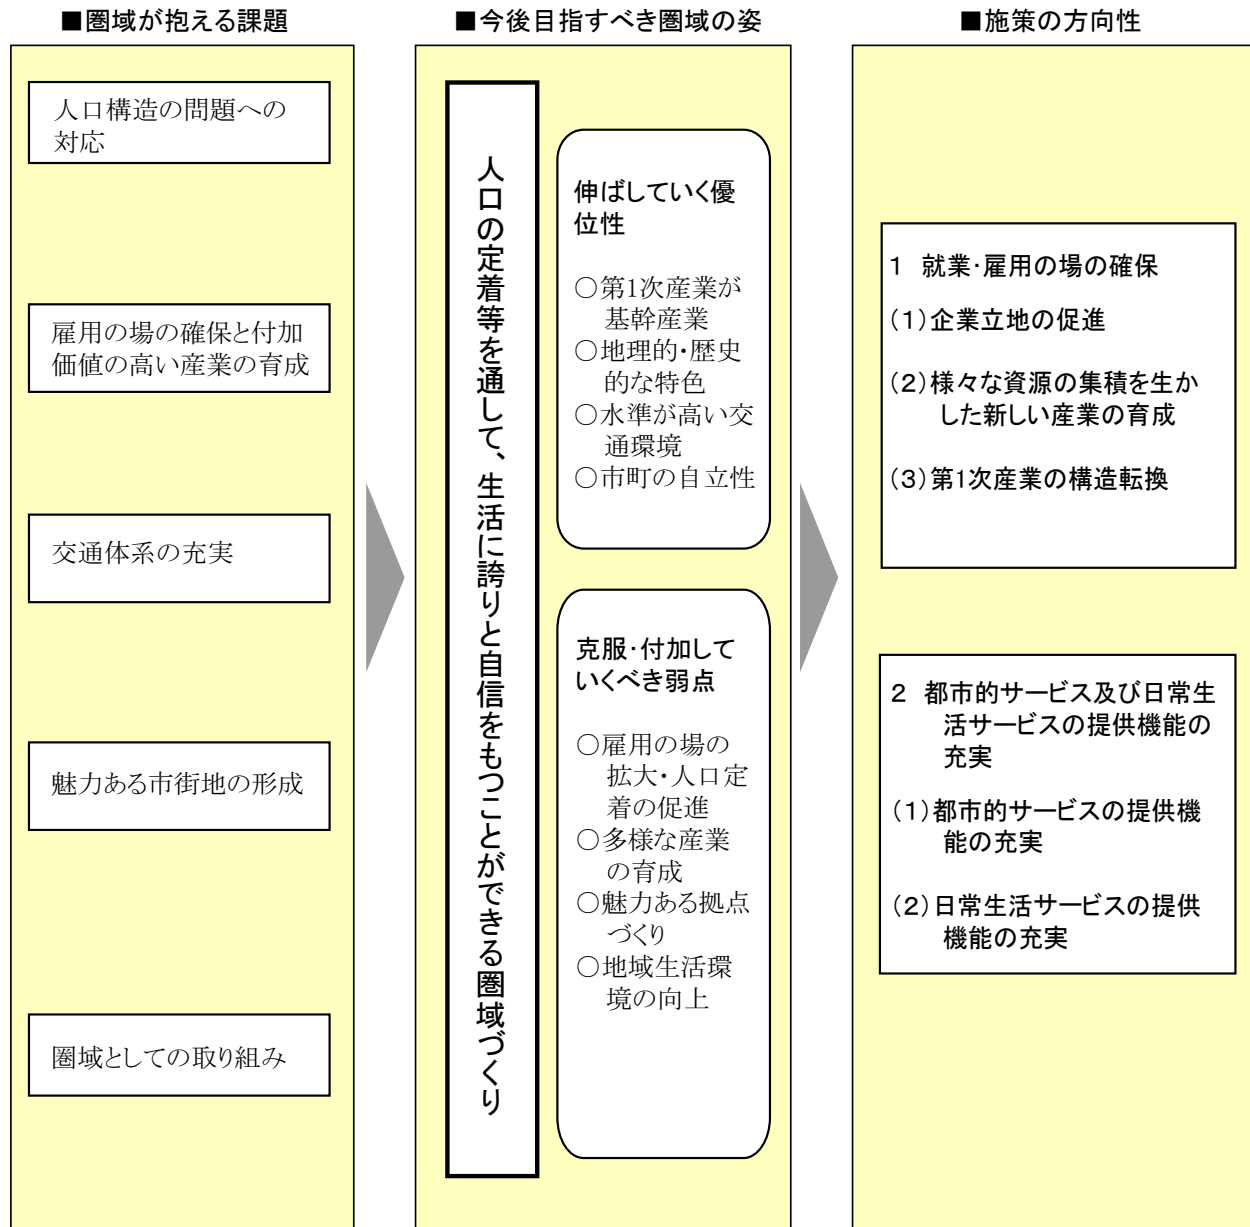 ■圏域が抱える課題
人口構造の問題への
対応
雇用の場の確保と付加
価値の高い産業の育成
交通体系の充実
魅力ある市街地の形成
圏域としての取り組み
■今後目指すべき圏域の姿
人口の定着等を通して、生活に誇りと自信をもつことができる圏域づくり
伸ばしていく優
位性
○第1次産業が
基幹産業
○地理的・歴史
的な特色
○水準が高い交
通環境
○市町の自立性
克服・付加して
いくべき弱点
○雇用の場の
拡大・人口定
着の促進
○多様な産業
の育成
○魅力ある拠点
づくり
○地域生活環
境の向上
■施策の方向性
1 就業・雇用の場の確保
(1)企業立地の促進
(2)様々な資源の集積を生か
した新しい産業の育成
(3)第1次産業の構造転換
2 都市的サービス及び日常生
活サービスの提供機能の
充実
(1)都市的サービスの提供機
能の充実
(2)日常生活サービスの提供
機能の充実